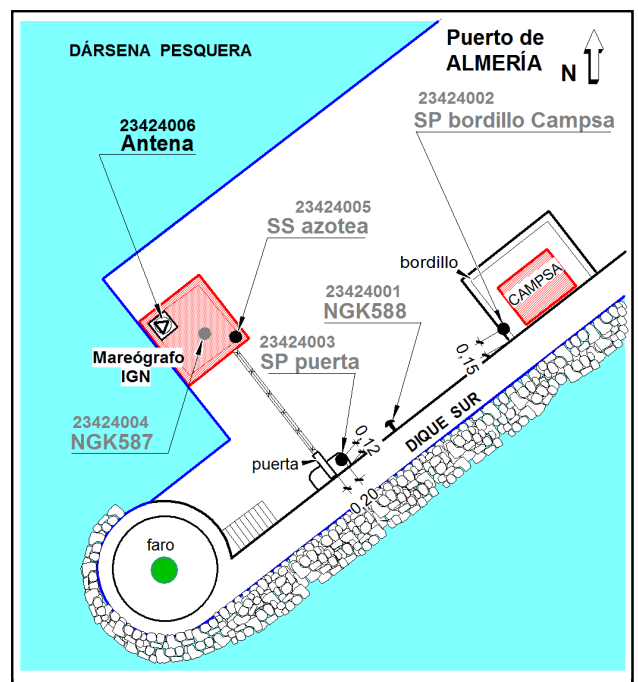 DÁRSENA PESQUERA
Puerto de
ALMERÍA
N
23424002
SP bordillo Campsa
23424006
Antena
23424005
SS azotea
bordillo
CAMPSA
23424001
NGK588
23424003
SP puerta
Mareógrafo
IGN
0,15
23424004
NGK587
0,12
DIQUE SUR
puerta
0,20
faro